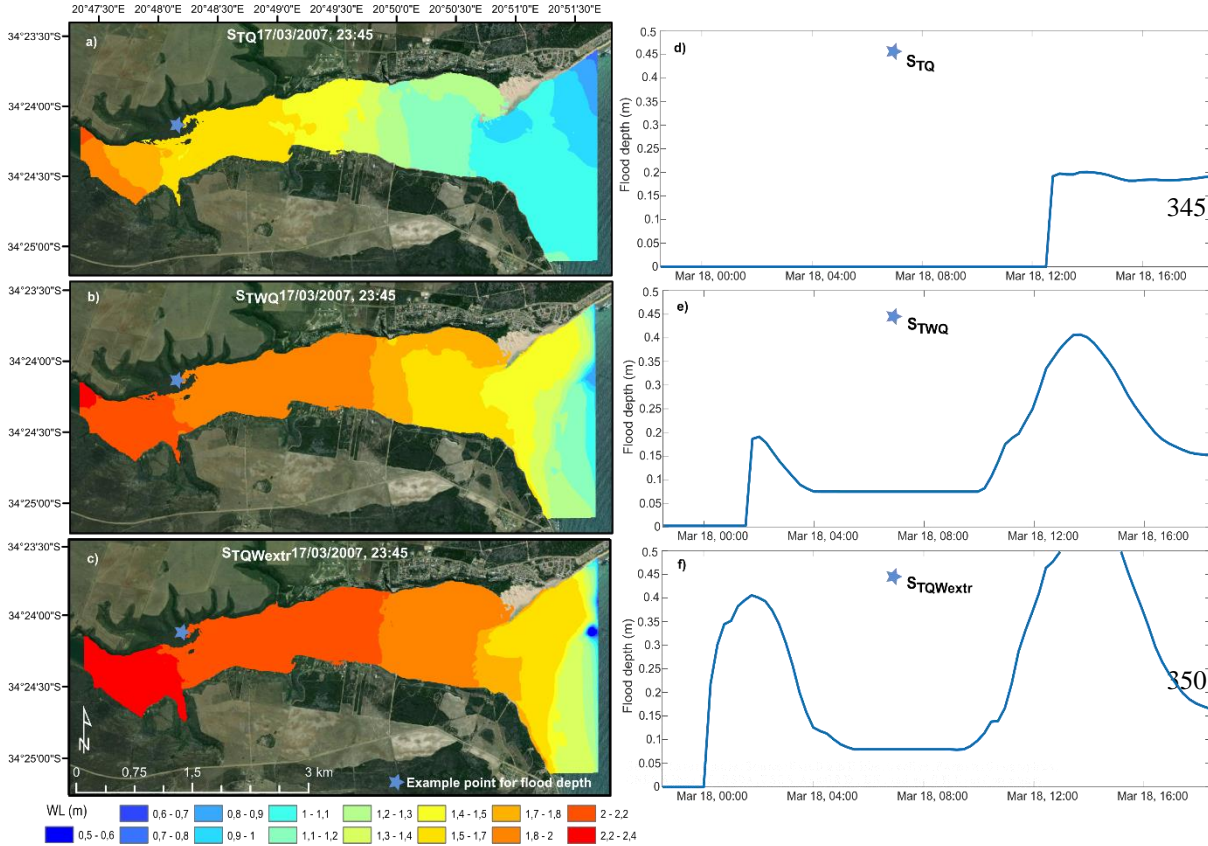 20°47'30"E 20°48'0"E 20°48'30"E 20°49'0"E 20°49'30"E 20°50'0"E 20°50'30"E 20°51'0"E 20°51'30"E
34°23'30"S
34°24'00"S
34°24'30"S
34°25'00"S
a)
STQ 17/03/2007, 23:45
34°23'30"S
34°24'00"S
34°24'30"S
34°25'00"S
b)
STWQ 17/03/2007, 23:45
34°23'30"S
34°24'00"S
34°24'30"S
34°25'00"S
c)
STQWextr 17/03/2007, 23:45
N
0 0.75 1.5 3 km
Example point for flood depth
WL (m)
0,6 - 0,7 0,8 - 0,9 1 - 1,1 1,2 - 1,3 1,4 - 1,5 1,7 - 1,8 2 - 2,2
0,5 - 0,6 0,7 - 0,8 0,9 - 1 1,1 - 1,2 1,3 - 1,4 1,5 - 1,7 1,8 - 2 2,2 - 2,4
d)
STQ
Flood depth (m)
0.5
0.45
0.4
0.35
0.3
0.25
0.2
0.15
0.1
0.05
0
345
Mar 18, 00:00 Mar 18, 04:00 Mar 18, 08:00 Mar 18, 12:00 Mar 18, 16:00
e)
STWQ
Flood depth (m)
0.5
0.45
0.4
0.35
0.3
0.25
0.2
0.15
0.1
0.05
0
Mar 18, 00:00 Mar 18, 04:00 Mar 18, 08:00 Mar 18, 12:00 Mar 18, 16:00
f)
STQWextr
Flood depth (m)
0.5
0.45
0.4
0.35
0.3
0.25
0.2
0.15
0.1
0.05
0
350
Mar 18, 00:00 Mar 18, 04:00 Mar 18, 08:00 Mar 18, 12:00 Mar 18, 16:00